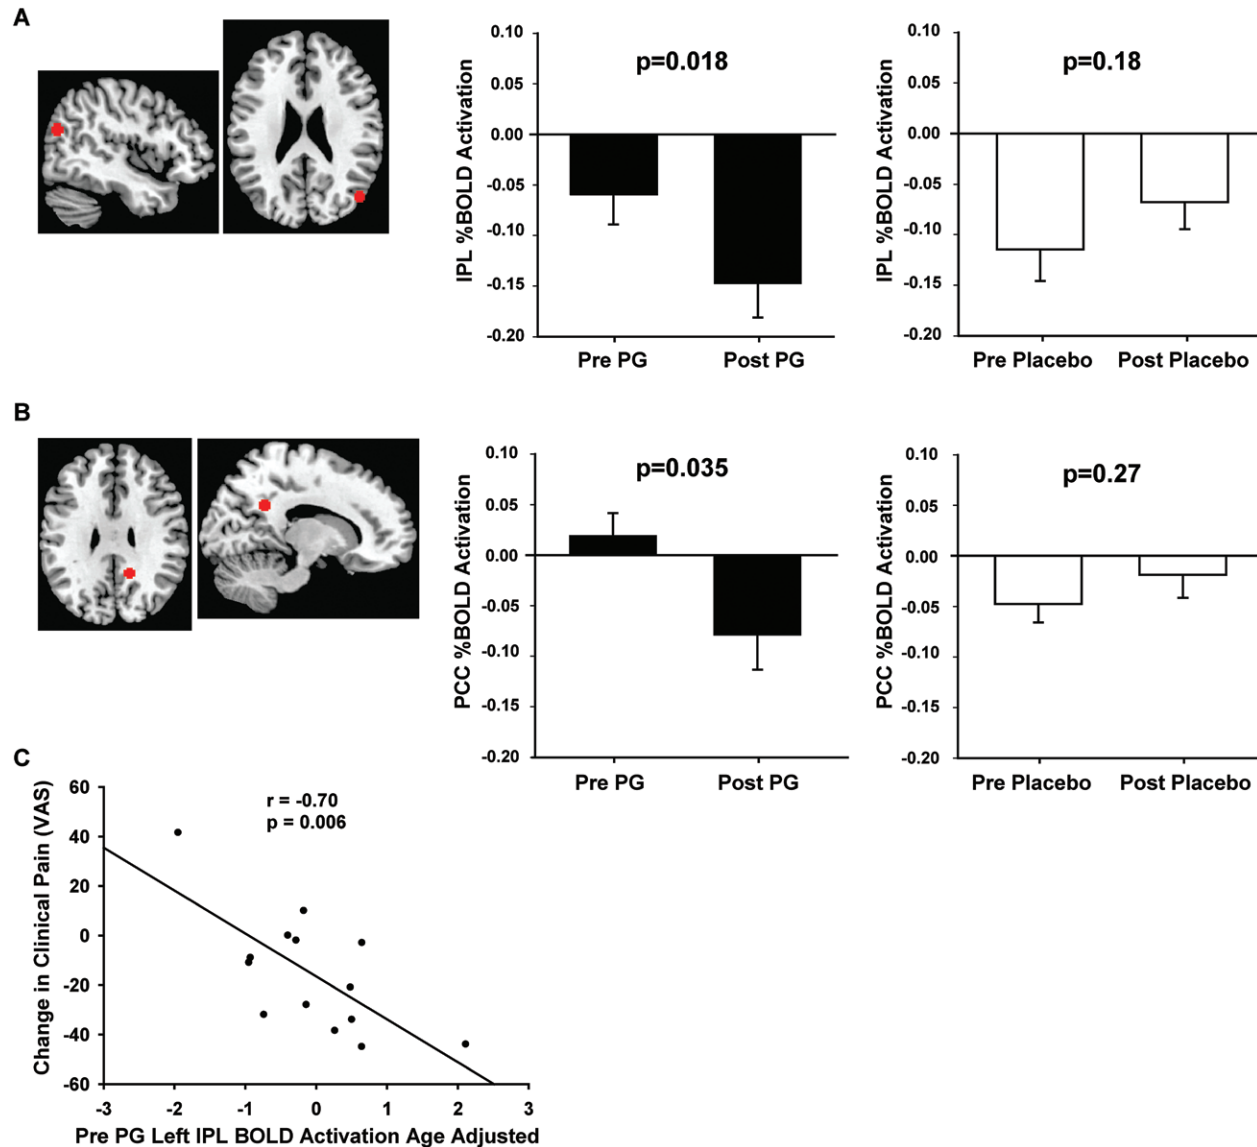 A
IPL %BOLD Activation
0.10
0.05
0.00
-0.05
-0.10
-0.15
-0.20
p=0.018
Pre PG
Post PG
IPL %BOLD Activation
0.10
0.05
0.00
-0.05
-0.10
-0.15
-0.20
p=0.18
Pre Placebo
Post Placebo
B
PCC %BOLD Activation
0.10
0.05
0.00
-0.05
-0.10
-0.15
-0.20
p=0.035
Pre PG
Post PG
PCC %BOLD Activation
0.10
0.05
0.00
-0.05
-0.10
-0.15
-0.20
p=0.27
Pre Placebo
Post Placebo
C
Change in Clinical Pain (VAS)
60
40
20
0
-20
-40
-60
r = -0.70
p = 0.006
-3
-2
-1
0
1
2
3
Pre PG Left IPL BOLD Activation Age Adjusted